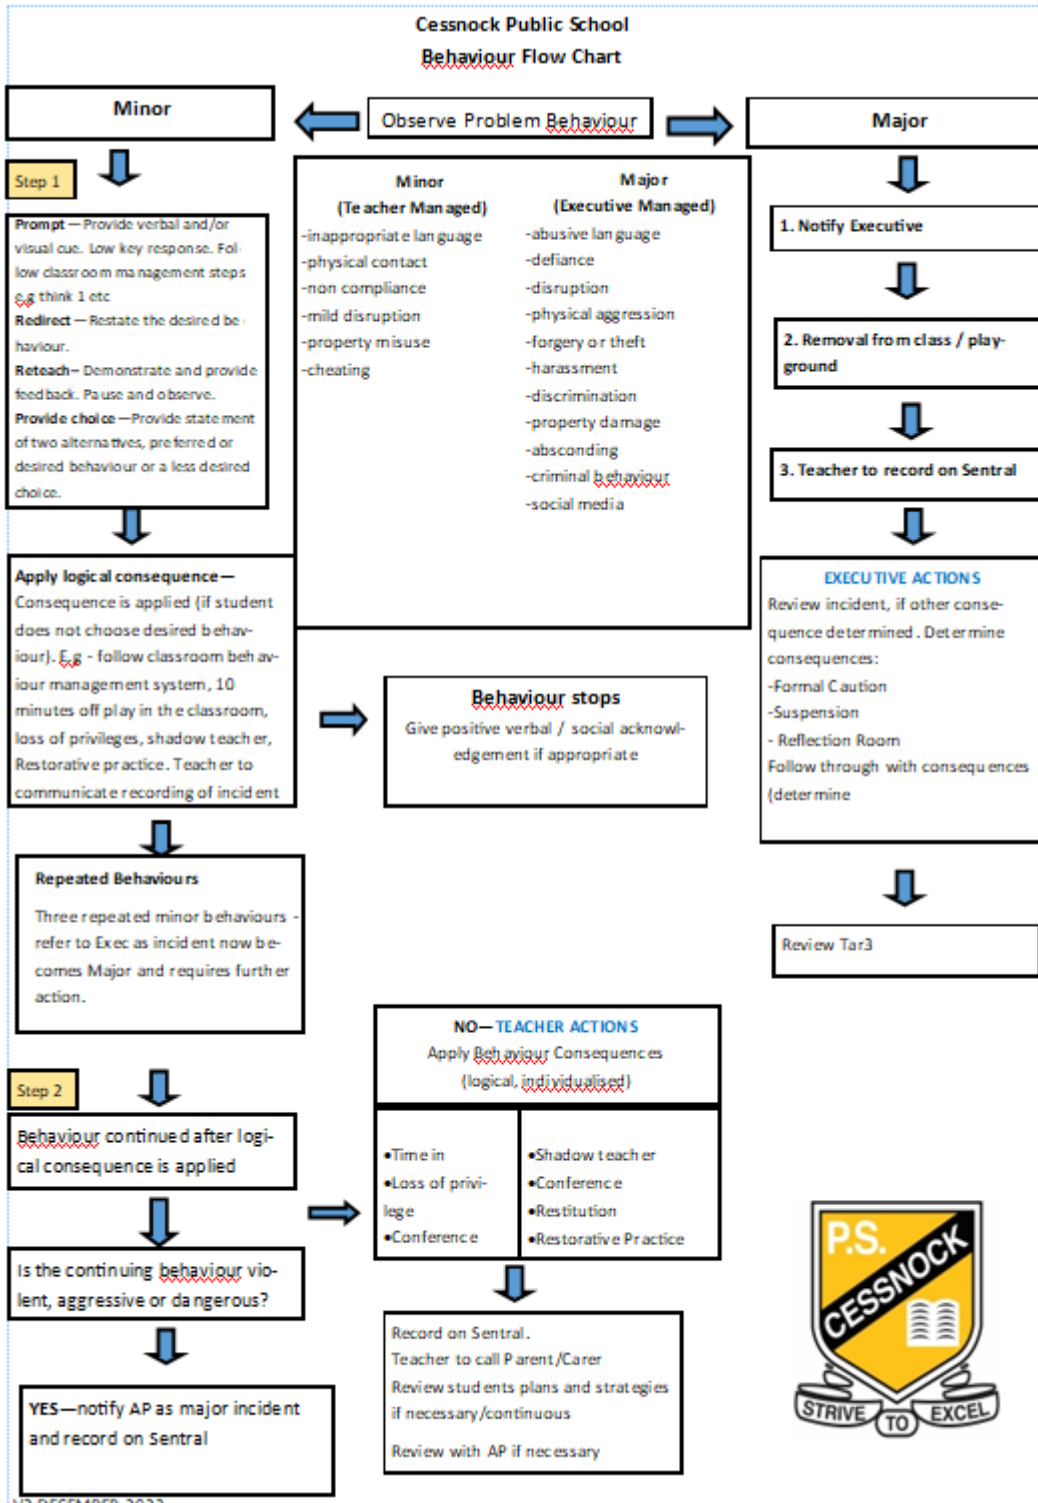 Cessnock Public School
Behaviour Flow Chart
Minor
Observe Problem Behaviour
Major
Step 1
Prompt — Provide verbal and/or
visual cue. Low key response. Fol-
low classroom management steps
e.g think 1 etc
Redirect — Restate the desired be-
haviour.
Reteach– Demonstrate and provide
feedback. Pause and observe.
Provide choice —Provide statement
of two alternatives, preferred or
desired behaviour or a less desired
choice.
Minor
(Teacher Managed)
-inappropriate language
-physical contact
-non compliance
-mild disruption
-property misuse
-cheating
Major
(Executive Managed)
-abusive language
-defiance
-disruption
-physical aggression
-forgery or theft
-harassment
-discrimination
-property damage
-absconding
-criminal behaviour
-social media
1. Notify Executive
2. Removal from class / play-
ground
3. Teacher to record on Sentral
EXECUTIVE ACTIONS
Review incident, if other conse-
quence determined. Determine
consequences:
-Formal Caution
-Suspension
- Reflection Room
Follow through with consequences
(determine
Review Tar3
Apply logical consequence—
Consequence is applied (if student
does not choose desired behav-
iour). E.g - follow classroom behav-
iour management system, 10
minutes off play in the classroom,
loss of privileges, shadow teacher,
Restorative practice. Teacher to
communicate recording of incident
Behaviour stops
Give positive verbal / social acknowl-
edgement if appropriate
Repeated Behaviours
Three repeated minor behaviours -
refer to Exec as incident now be-
comes Major and requires further
action.
Step 2
Behaviour continued after logi-
cal consequence is applied
Is the continuing behaviour vio-
lent, aggressive or dangerous?
YES—notify AP as major incident
and record on Sentral
NO—TEACHER ACTIONS
Apply Behaviour Consequences
(logical, individualised)
•Time in
•Loss of privi-
lege
•Conference
•Shadow teacher
•Conference
•Restitution
•Restorative Practice
Record on Sentral.
Teacher to call Parent/Carer
Review students plans and strategies
if necessary/continuous
Review with AP if necessary
P.S.
CESSNOCK
STRIVE TO EXCEL
DECEMBER